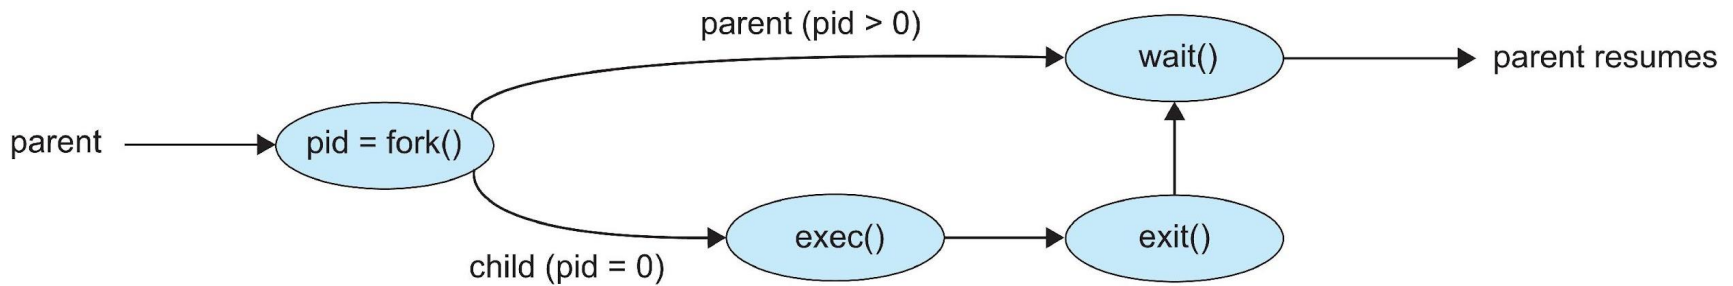 parent (pid > 0)
wait()
parent resumes
parent
pid = fork()
exec()
exit()
child (pid = 0)